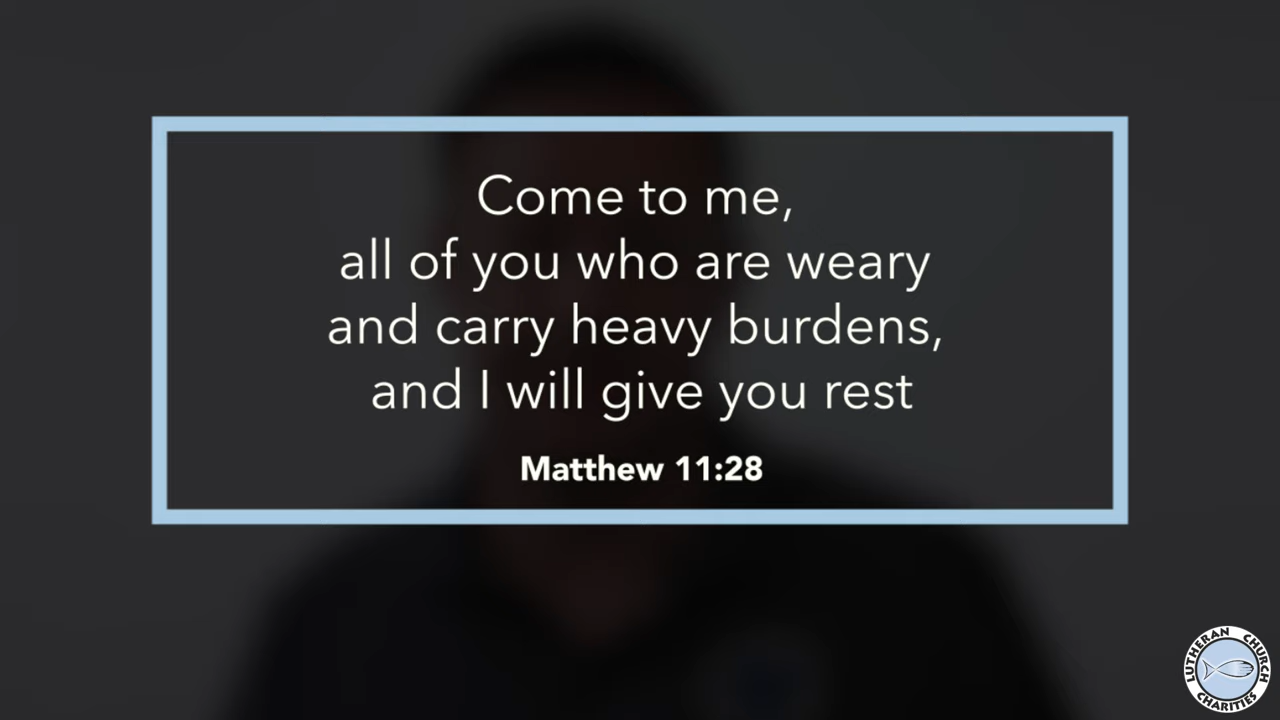 Come to me,
all of you who are weary
and carry heavy burdens,
and I will give you rest
Matthew 11:28
LUTHERAN CHURCH
CHARITIES